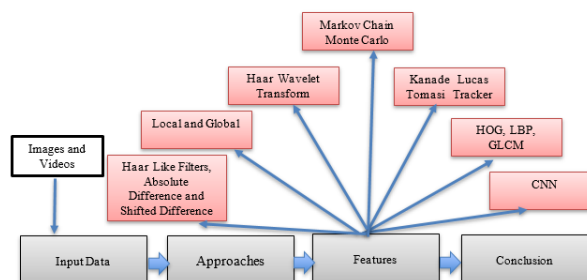 Markov Chain
Monte Carlo
Haar Wavelet
Transform
Kanade Lucas
Tomasi Tracker
Local and Global
HOG, LBP,
GLCM
Images and
Videos
Haar Like Filters,
Absolute
Difference and
Shifted Difference
CNN
Input Data
Approaches
Features
Conclusion